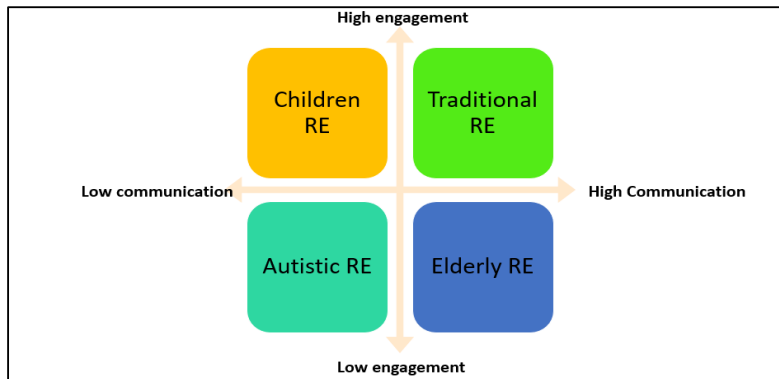 High engagement
Children
RE
Traditional
RE
Low communication
High Communication
Autistic RE
Elderly RE
Low engagement